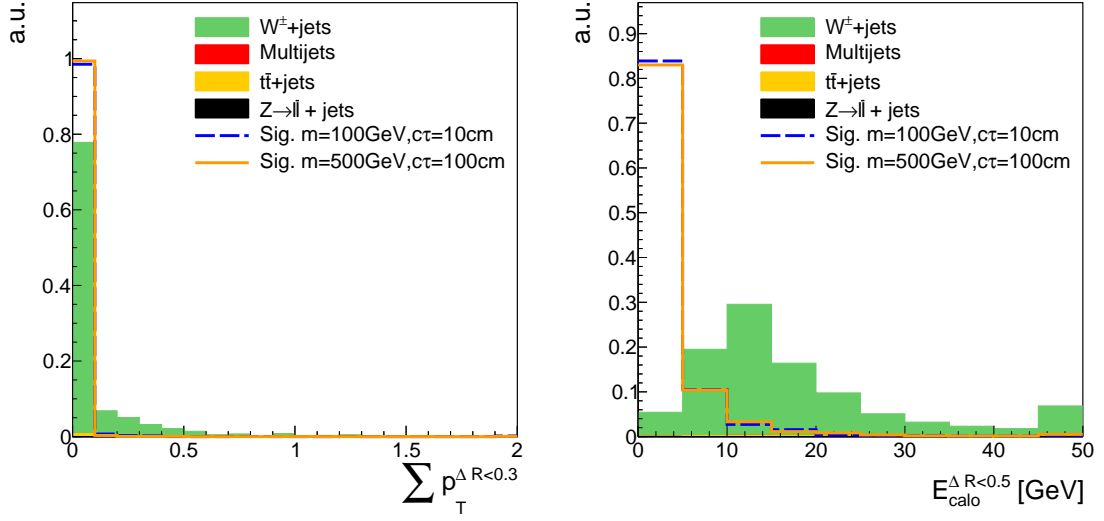 a.u.
W±+jets
Multijets
tt̄+jets
Z→ll̄ + jets
Sig. m=100GeV,cτ=10cm
Sig. m=500GeV,cτ=100cm
1
0.8
0.6
0.4
0.2
0
0 0.5 1 1.5 2
∑ p_T^{Δ R<0.3}
a.u.
W±+jets
Multijets
tt̄+jets
Z→ll̄ + jets
Sig. m=100GeV,cτ=10cm
Sig. m=500GeV,cτ=100cm
0.9
0.8
0.7
0.6
0.5
0.4
0.3
0.2
0.1
0
0 10 20 30 40 50
E_{calo}^{Δ R<0.5} [GeV]